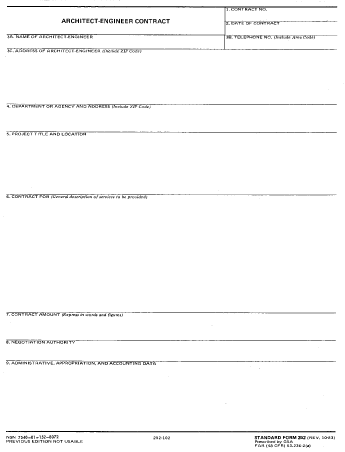 ARCHITECT-ENGINEER CONTRACT
1. CONTRACT NO.
2. DATE OF CONTRACT
3A. NAME OF ARCHITECT-ENGINEER
3B. TELEPHONE NO. (Include Area Code)
3C. ADDRESS OF ARCHITECT-ENGINEER (Include ZIP Code)
4. DEPARTMENT OR AGENCY AND ADDRESS (Include ZIP Code)
5. PROJECT TITLE AND LOCATION
6. CONTRACT FOR (General description of services to be provided)
7. CONTRACT AMOUNT (Express in words and figures)
8. NEGOTIATION AUTHORITY
9. ADMINISTRATIVE, APPROPRIATION, AND ACCOUNTING DATA
NSN 7540-01-152-8072
PREVIOUS EDITION NOT USABLE
252-102
STANDARD FORM 252 (REV. 10-83)
Prescribed by GSA
FAR (48 CFR) 53.236-2(a)